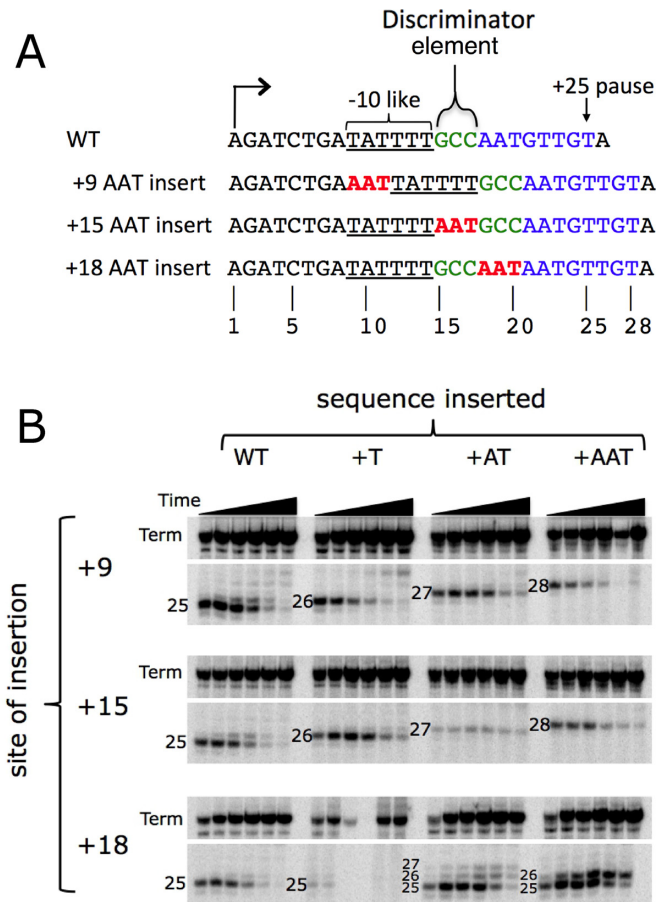 A
Discriminator
element
-10 like
+25 pause
WT AGATCTGATATTTTGCCAATGTTGTA
+9 AAT insert AGATCTGAAATTATTTTGCCAATGTTGTA
+15 AAT insert AGATCTGATATTTTAATGCCAATGTTGTA
+18 AAT insert AGATCTGATATTTTGCCAATAATGTTGTA
1 5 10 15 20 25 28
B
sequence inserted
WT +T +AT +AAT
Time
site of insertion
+9
Term
25 26 27 28
+15
Term
25 26 27 28
+18
Term
25 25 27 26 25 26 25